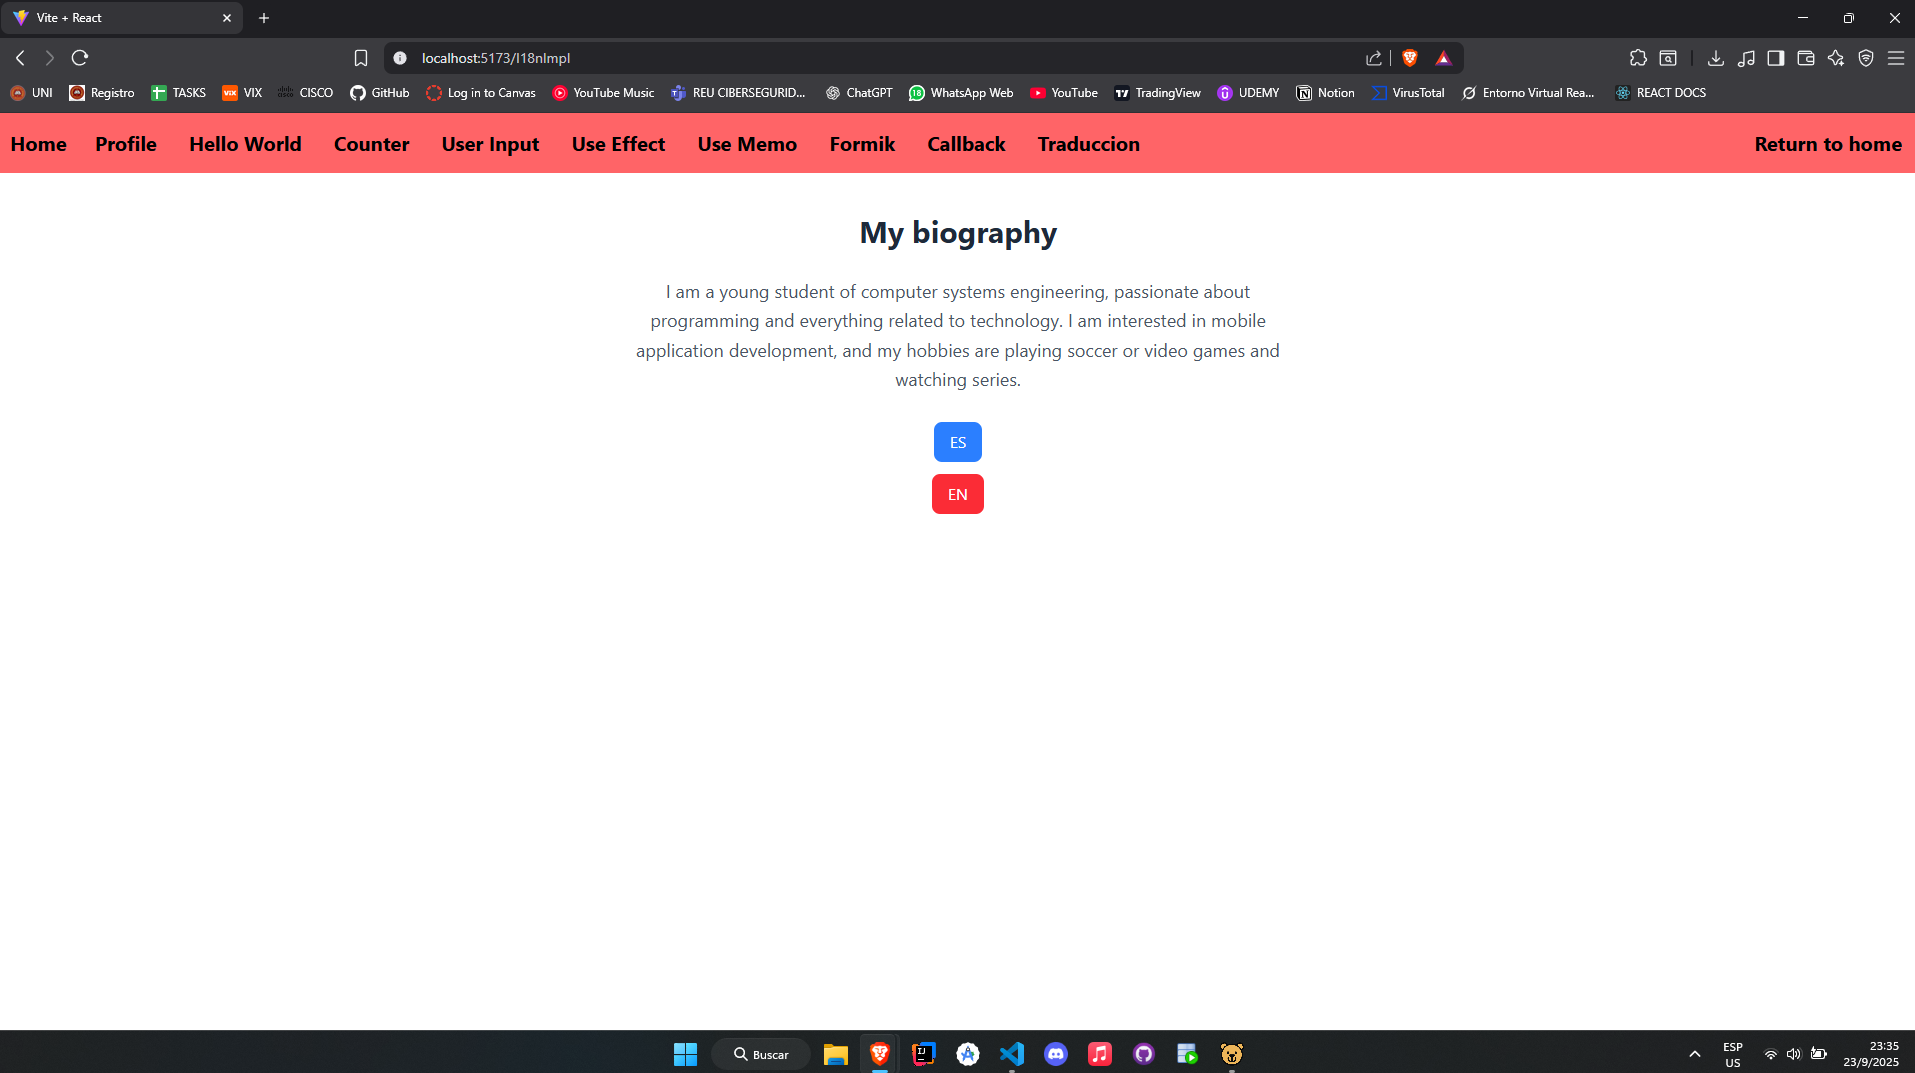 Vite + React
localhost:5173/I18nImpl
UNI Registro TASKS VIX CISCO GitHub Log in to Canvas YouTube Music REU CIBERSEGURID... ChatGPT WhatsApp Web YouTube TradingView UDEMY Notion VirusTotal Entorno Virtual Rea... REACT DOCS
Home Profile Hello World Counter User Input Use Effect Use Memo Formik Callback Traduccion Return to home
My biography
I am a young student of computer systems engineering, passionate about
programming and everything related to technology. I am interested in mobile
application development, and my hobbies are playing soccer or video games and
watching series.
ES
EN
Buscar
ESP
US
23:35
23/9/2025